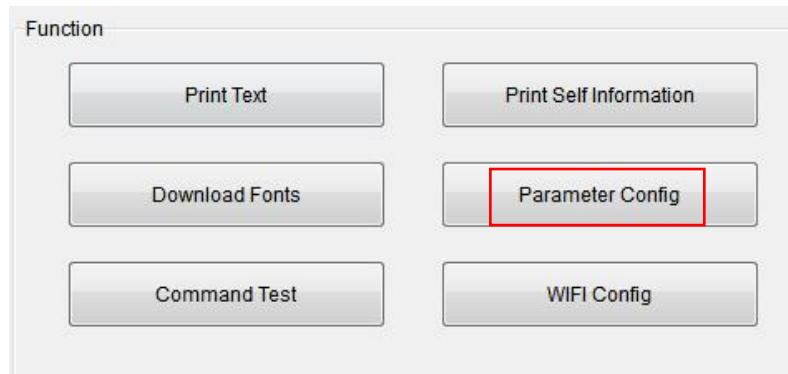 Function
Print Text
Print Self Information
Download Fonts
Parameter Config
Command Test
WIFI Config